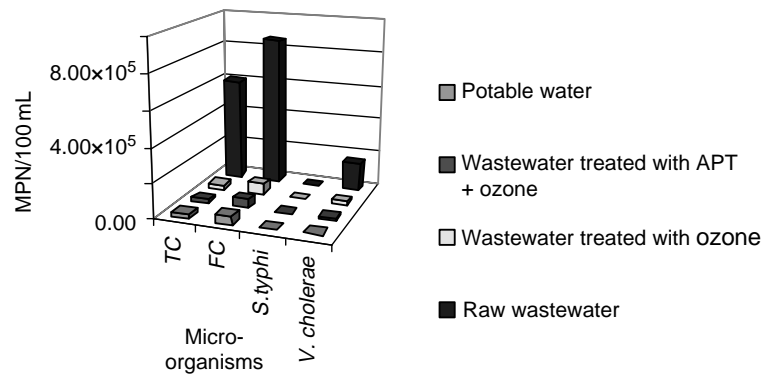 MPN/100 mL
8.00×10⁵
4.00×10⁵
0.00
TC
FC
S.typhi
V. cholerae
Micro-
organisms
Potable water
Wastewater treated with APT
+ ozone
Wastewater treated with ozone
Raw wastewater